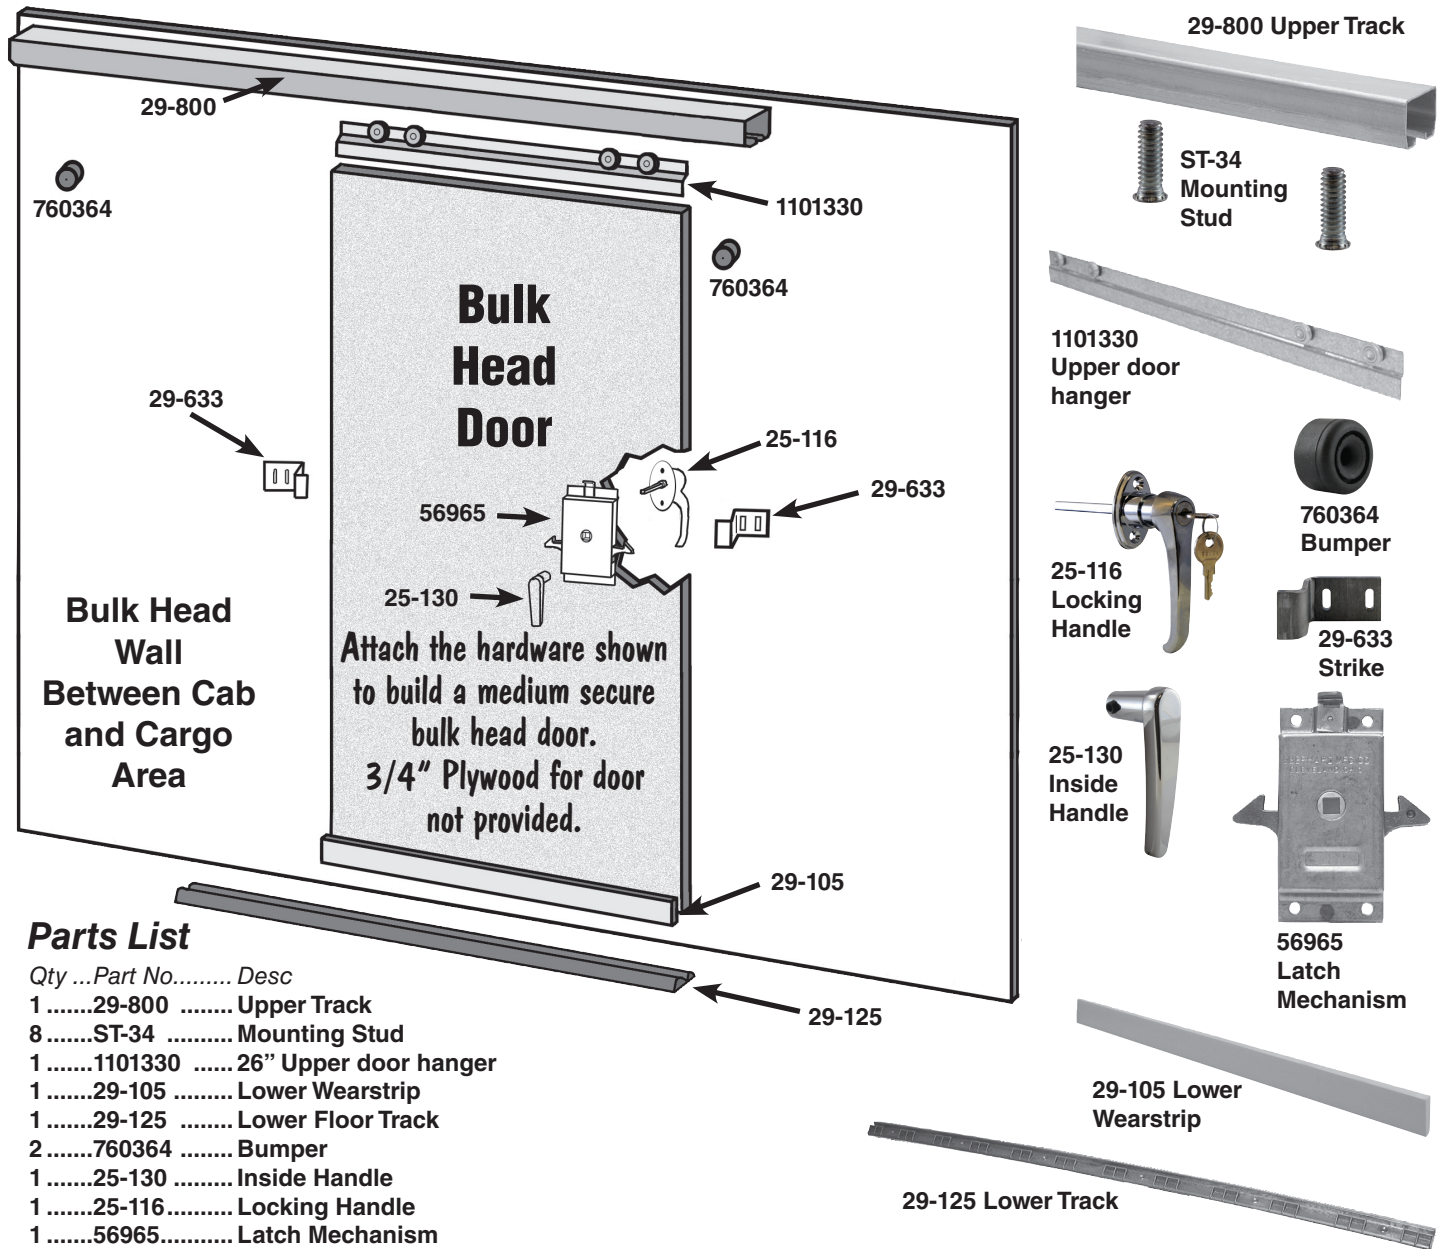 29-800 Upper Track
29-800
ST-34
Mounting
Stud
760364
1101330
760364
Bulk
Head
Door
1101330
Upper door
hanger
29-633
25-116
29-633
56965
760364
Bumper
25-116
Locking
Handle
25-130
29-633
Strike
Bulk Head
Wall
Between Cab
and Cargo
Area
Attach the hardware shown
to build a medium secure
bulk head door.
3/4" Plywood for door
not provided.
25-130
Inside
Handle
29-105
56965
Latch
Mechanism
29-125
29-105 Lower
Wearstrip
29-125 Lower Track
Parts List
Qty ...Part No......... Desc
1 .......29-800 ........ Upper Track
8 .......ST-34 .......... Mounting Stud
1 .......1101330 ...... 26” Upper door hanger
1 .......29-105 ......... Lower Wearstrip
1 .......29-125 ........ Lower Floor Track
2 .......760364 ........ Bumper
1 .......25-130 ......... Inside Handle
1 .......25-116.......... Locking Handle
1 .......56965........... Latch Mechanism